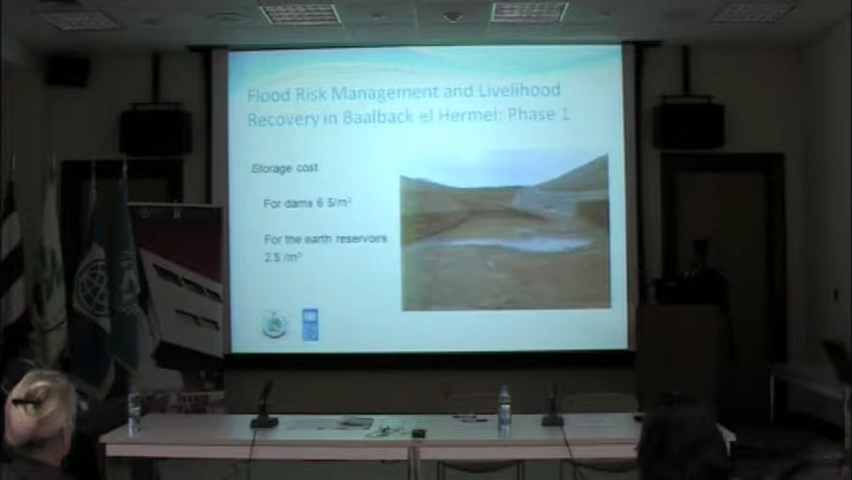 Flood Risk Management and Livelihood
Recovery in Baalback el Hermel: Phase 1
Storage cost
For dams 6 $/m³
For the earth reservoirs
2.5 /m³